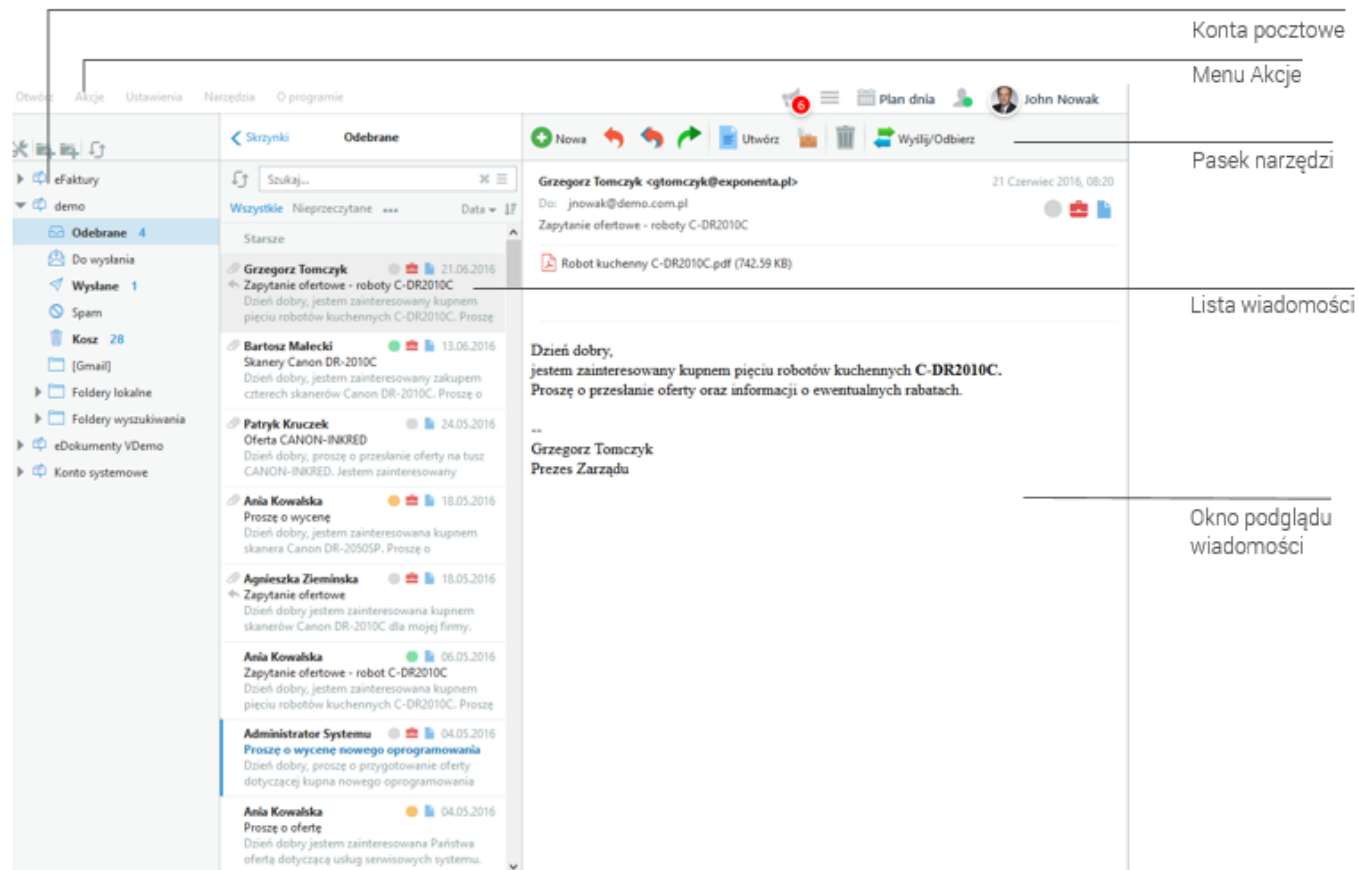 Konta pocztowe
Menu Akcje
Otwórz Akcje Ustawienia Narzędzia O programie
6 Plan dnia John Nowak
Skrzynki Odebrane
Nowa Utwórz Wyślij/Odbierz
Pasek narzędzi
eFaktury
demo
Odebrane 4
Do wysłania
Wysłane 1
Spam
Kosz 28
[Gmail]
Foldery lokalne
Foldery wyszukiwania
eDokumenty VDemo
Konto systemowe
Szukaj...
Wszystkie Nieprzeczytane ••• Data
Starsze
Grzegorz Tomczyk 21.06.2016
Zapytanie ofertowe - roboty C-DR2010C
Dzień dobry, jestem zainteresowany kupnem
pięciu robotów kuchennych C-DR2010C. Proszę
Bartosz Małecki 13.06.2016
Skanery Canon DR-2010C
Dzień dobry, jestem zainteresowany zakupem
czterech skanerów Canon DR-2010C. Proszę o
Patryk Kruczek 24.05.2016
Oferta CANON-INKRED
Dzień dobry, proszę o przesłanie oferty na tusz
CANON-INKRED. Jestem zainteresowany
Ania Kowalska 18.05.2016
Proszę o wycenę
Dzień dobry, jestem zainteresowana kupnem
skanera Canon DR-2050SP. Proszę o
Agnieszka Zieminska 18.05.2016
Zapytanie ofertowe
Dzień dobry jestem zainteresowana kupnem
skanerów Canon DR-2010C dla mojej firmy.
Ania Kowalska 06.05.2016
Zapytanie ofertowe - robot C-DR2010C
Dzień dobry, jestem zainteresowana kupnem
pięciu robotów kuchennych C-DR2010C. Proszę
Administrator Systemu 04.05.2016
Proszę o wycenę nowego oprogramowania
Dzień dobry, proszę o przygotowanie oferty
dotyczącej kupna nowego oprogramowania
Ania Kowalska 04.05.2016
Proszę o ofertę
Dzień dobry jestem zainteresowana Państwa
ofertą dotyczącą usług serwisowych systemu.
Grzegorz Tomczyk <gtomczyk@exponenta.pl> 21 Czerwiec 2016, 08:20
Do: jnowak@demo.com.pl
Zapytanie ofertowe - roboty C-DR2010C
Robot kuchenny C-DR2010C.pdf (742.59 KB)
Lista wiadomości
Dzień dobry,
jestem zainteresowany kupnem pięciu robotów kuchennych C-DR2010C.
Proszę o przesłanie oferty oraz informacji o ewentualnych rabatach.
--
Grzegorz Tomczyk
Prezes Zarządu
Okno podglądu
wiadomości